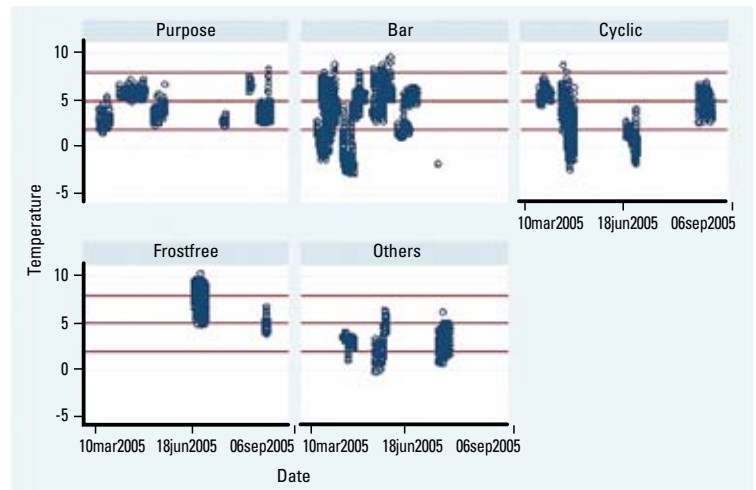 Purpose Bar Cyclic
10
5
0
-5
10mar2005 18jun2005 06sep2005
Temperature
Frostfree Others
10
5
0
-5
10mar2005 18jun2005 06sep2005 10mar2005 18jun2005 06sep2005
Date